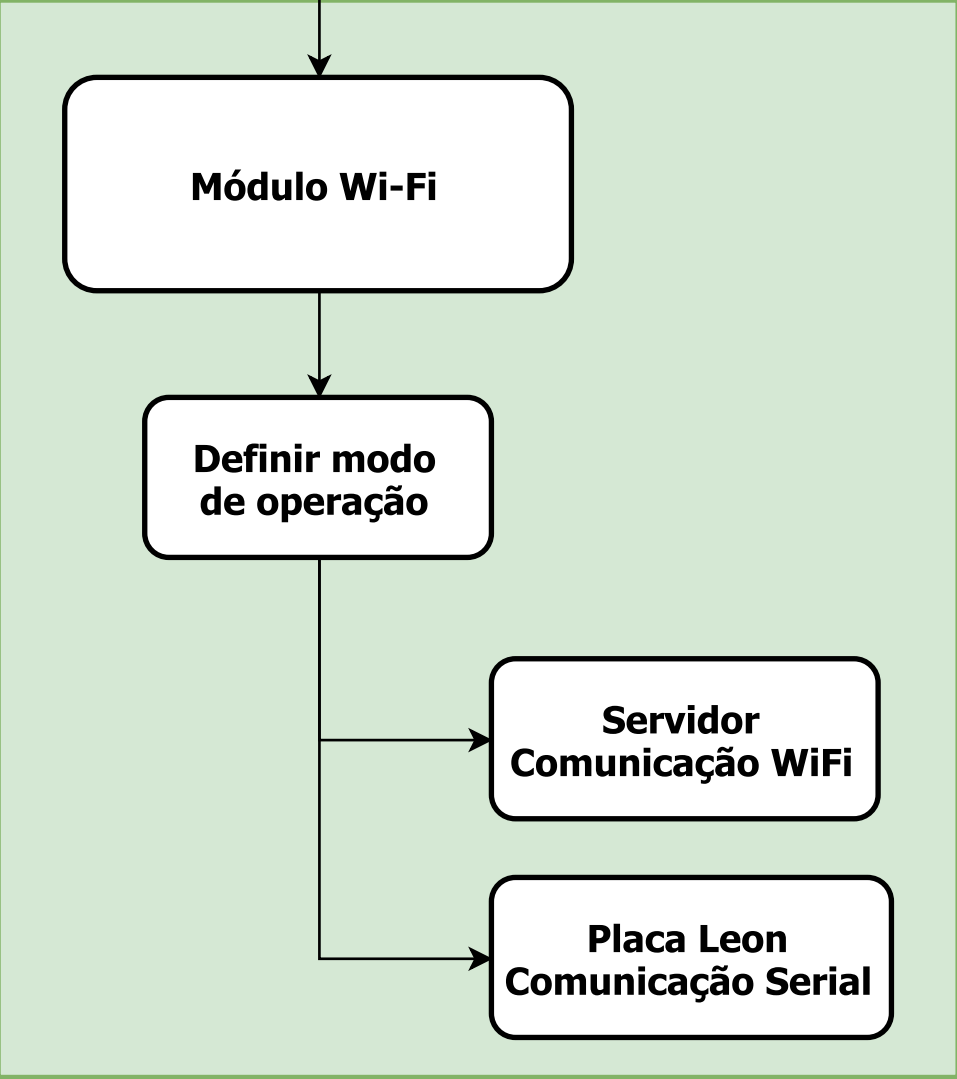 Módulo Wi-Fi
Definir modo
de operação
Servidor
Comunicação WiFi
Placa Leon
Comunicação Serial